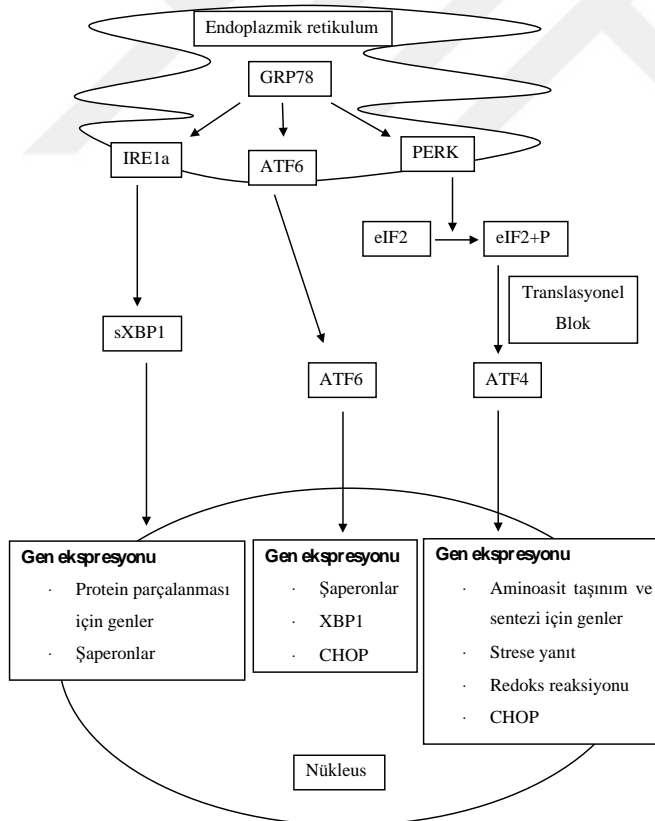 Endoplazmik retikulum
GRP78
IRE1a
ATF6
PERK
eIF2
eIF2+P
Translasyonel
Blok
sXBP1
ATF6
ATF4
Gen ekspresyonu
· Protein parçalanması
için genler
· Şaperonlar
Gen ekspresyonu
· Şaperonlar
· XBP1
· CHOP
Gen ekspresyonu
· Aminoasit taşınım ve
sentezi için genler
· Strese yanıt
· Redoks reaksiyonu
· CHOP
Nükleus